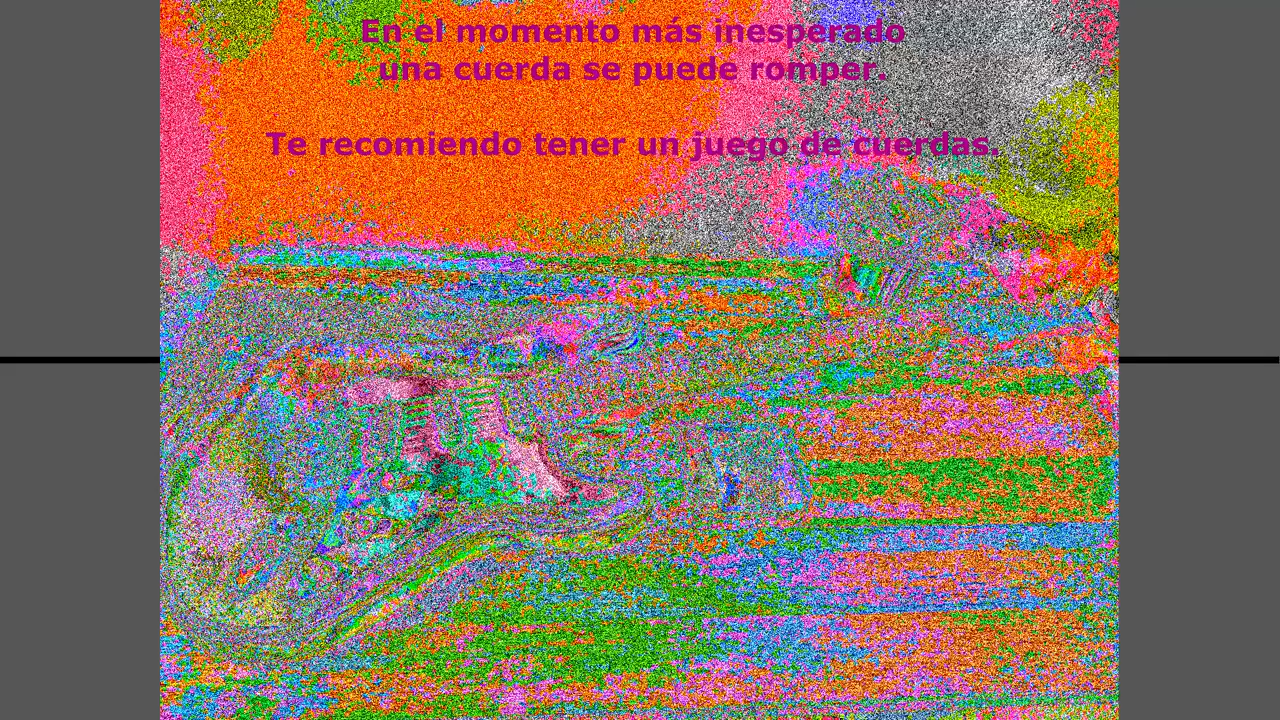 En el momento más inesperado
una cuerda se puede romper.
Te recomiendo tener un juego de cuerdas.